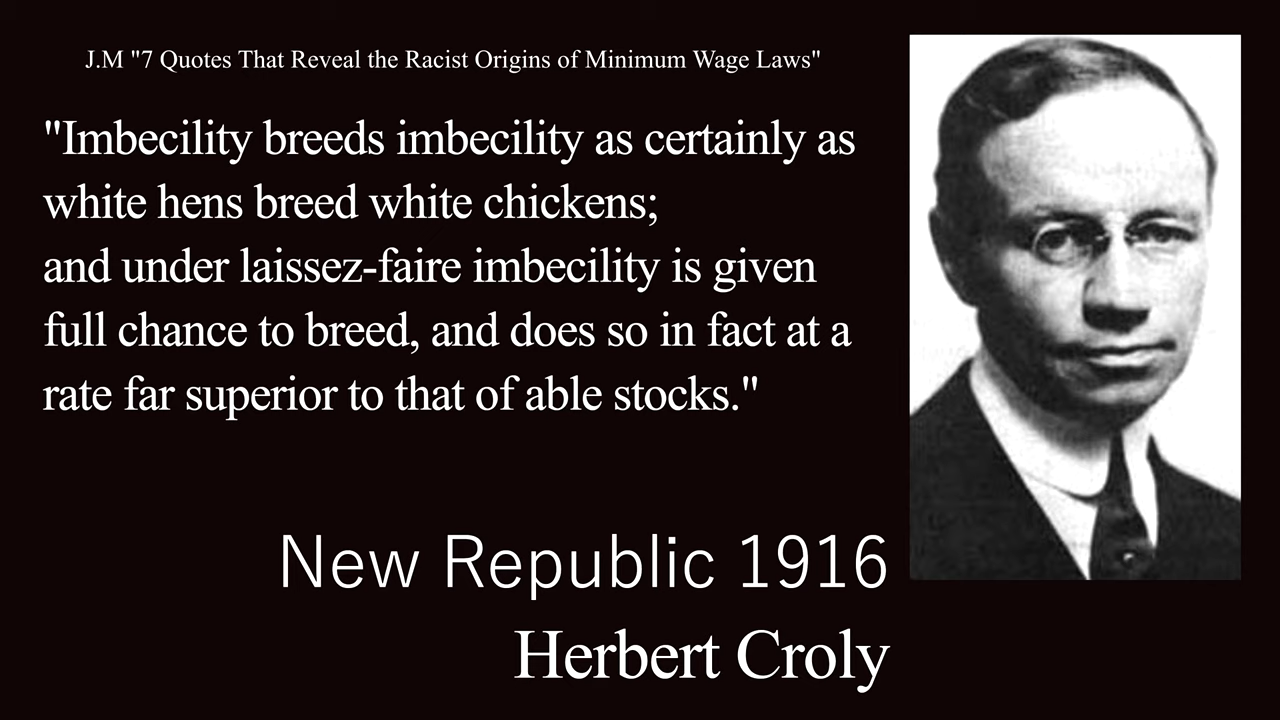 J.M "7 Quotes That Reveal the Racist Origins of Minimum Wage Laws"
"Imbecility breeds imbecility as certainly as
white hens breed white chickens;
and under laissez-faire imbecility is given
full chance to breed, and does so in fact at a
rate far superior to that of able stocks."
New Republic 1916
Herbert Croly